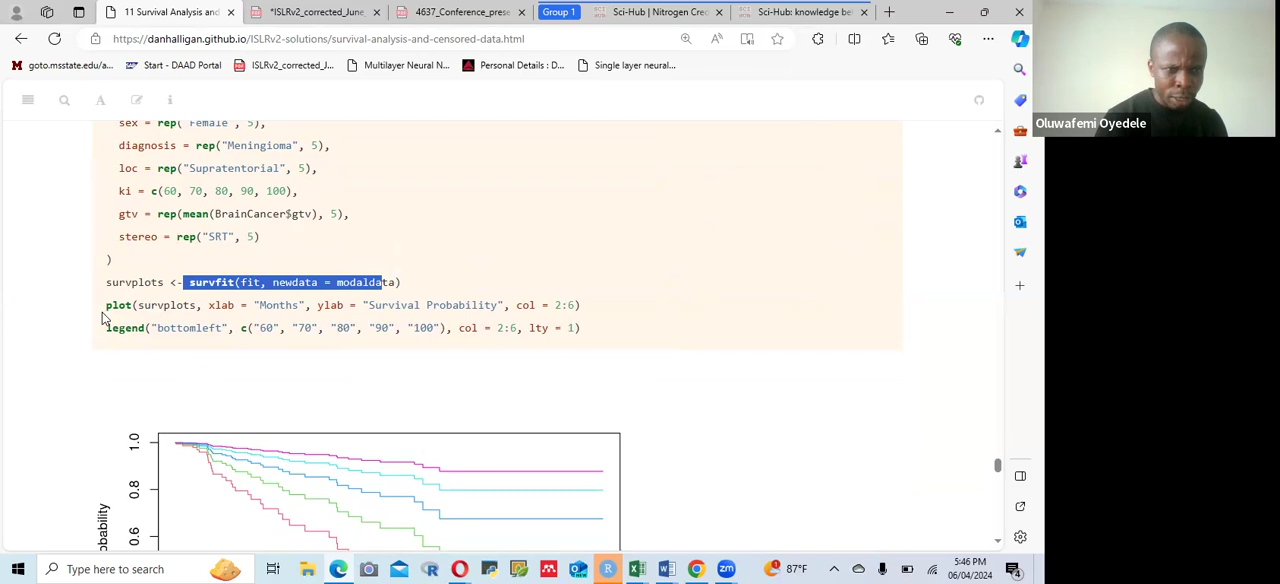 11 Survival Analysis and
*ISLRv2_corrected_June_
4637_Conference_prese
Group 1
Sci-Hub | Nitrogen Cred
Sci-Hub: knowledge be
https://danhalligan.github.io/ISLRv2-solutions/survival-analysis-and-censored-data.html
goto.msstate.edu/a...
Start - DAAD Portal
ISLRv2_corrected_J...
Multilayer Neural N...
Personal Details : D...
Single layer neural...
sex = rep("Female", 5),
diagnosis = rep("Meningioma", 5),
loc = rep("Supratentorial", 5),
ki = c(60, 70, 80, 90, 100),
gtv = rep(mean(BrainCancer$gtv), 5),
stereo = rep("SRT", 5)
)
survplots <- survfit(fit, newdata = modaldata)
plot(survplots, xlab = "Months", ylab = "Survival Probability", col = 2:6)
legend("bottomleft", c("60", "70", "80", "90", "100"), col = 2:6, lty = 1)
1.0
0.8
0.6
obability
Oluwafemi Oyedele
Type here to search
87°F
5:46 PM
06/04/2024
4